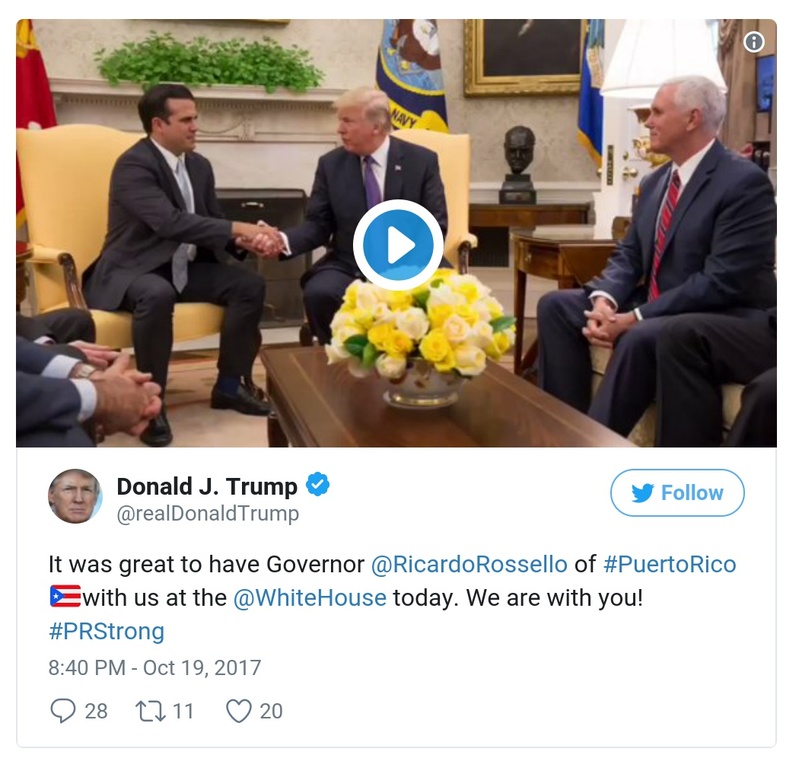 NAVY
Donald J. Trump
@realDonaldTrump
Follow
It was great to have Governor @RicardoRossello of #PuertoRico
with us at the @WhiteHouse today. We are with you!
#PRStrong
8:40 PM - Oct 19, 2017
28 11 20